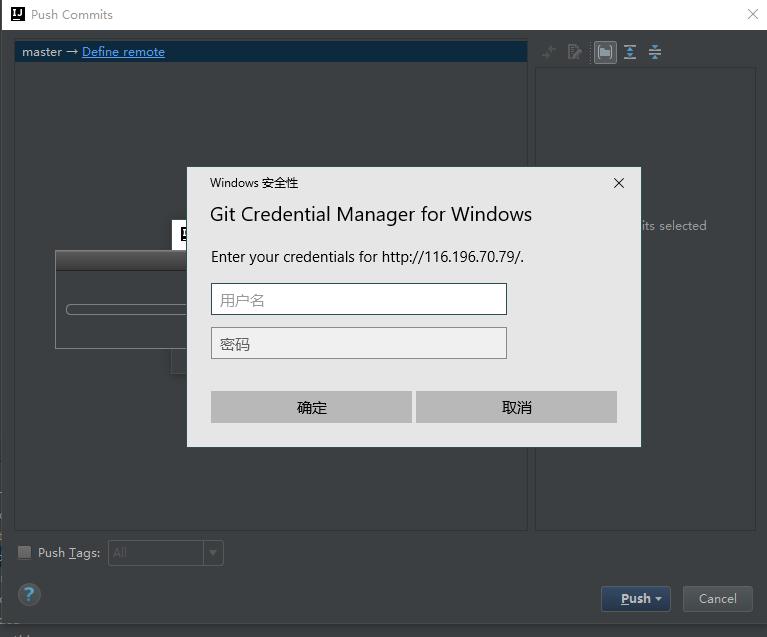 Push Commits
master → Define remote
Windows 安全性
Git Credential Manager for Windows
Enter your credentials for http://116.196.70.79/.
its selected
用户名
密码
确定
取消
Push Tags:
All
?
Push
Cancel